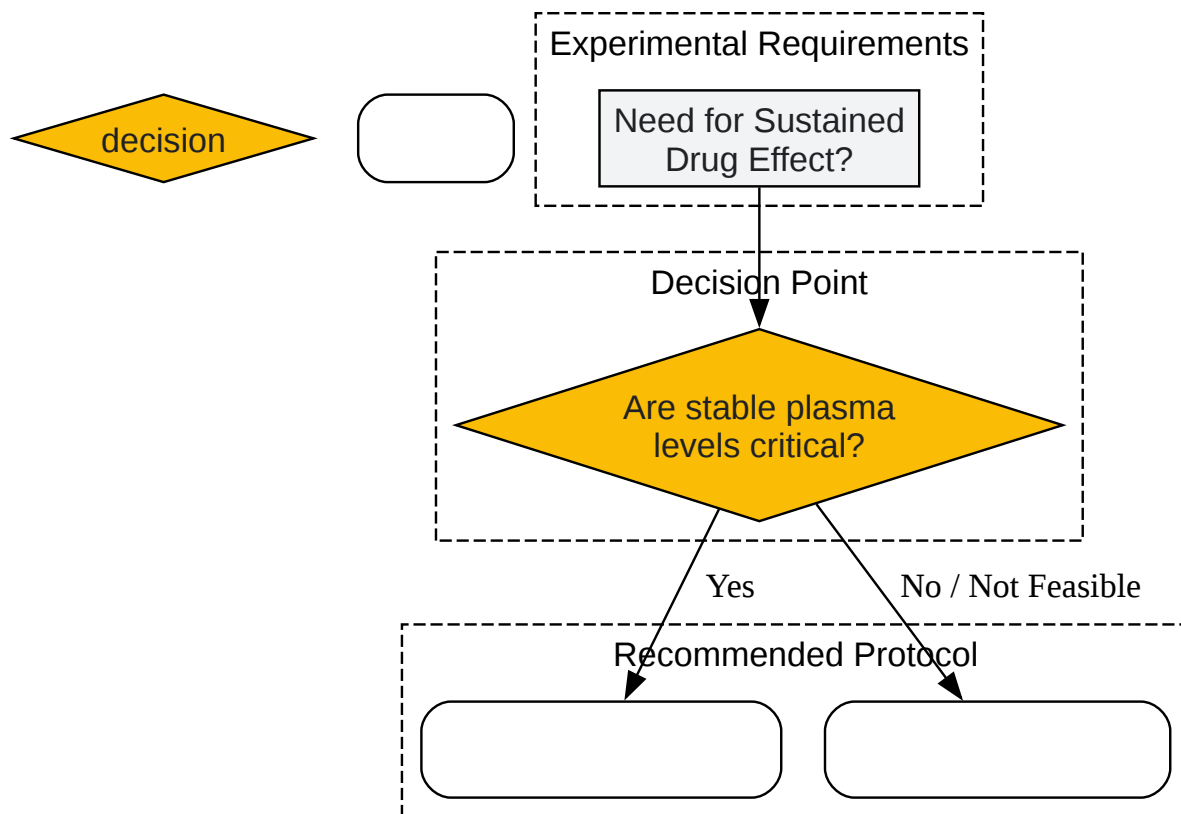 Experimental Requirements
decision
Need for Sustained
Drug Effect?
Decision Point
Are stable plasma
levels critical?
Yes
No / Not Feasible
Recommended Protocol